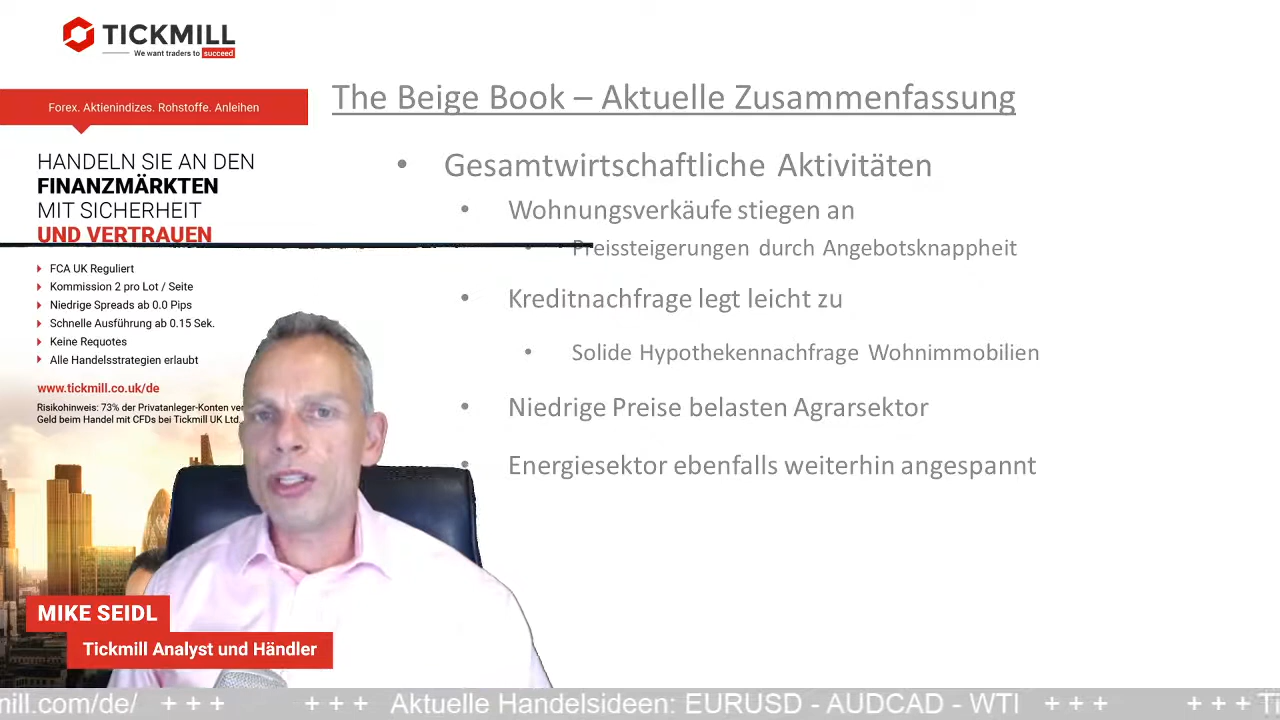 TICKMILL
We want traders to succeed
Forex. Aktienindizes. Rohstoffe. Anleihen
HANDELN SIE AN DEN
FINANZMÄRKTEN
MIT SICHERHEIT
UND VERTRAUEN
FCA UK Reguliert
Kommission 2 pro Lot / Seite
Niedrige Spreads ab 0.0 Pips
Schnelle Ausführung ab 0.15 Sek.
Keine Requotes
Alle Handelsstrategien erlaubt
www.tickmill.co.uk/de
Risikohinweis: 73% der Privatanleger-Konten
Geld beim Handel mit CFDs bei Tickmill UK Ltd.
The Beige Book – Aktuelle Zusammenfassung
• Gesamtwirtschaftliche Aktivitäten
• Wohnungsverkäufe stiegen an
• Preissteigerungen durch Angebotsknappheit
• Kreditnachfrage legt leicht zu
• Solide Hypothekennachfrage Wohnimmobilien
• Niedrige Preise belasten Agrarsektor
• Energiesektor ebenfalls weiterhin angespannt
MIKE SEIDL
Tickmill Analyst und Händler
mill.com/de/ +++ +++ Aktuelle Handelsideen: EURUSD - AUDCAD - WTI +++ +++ Ti